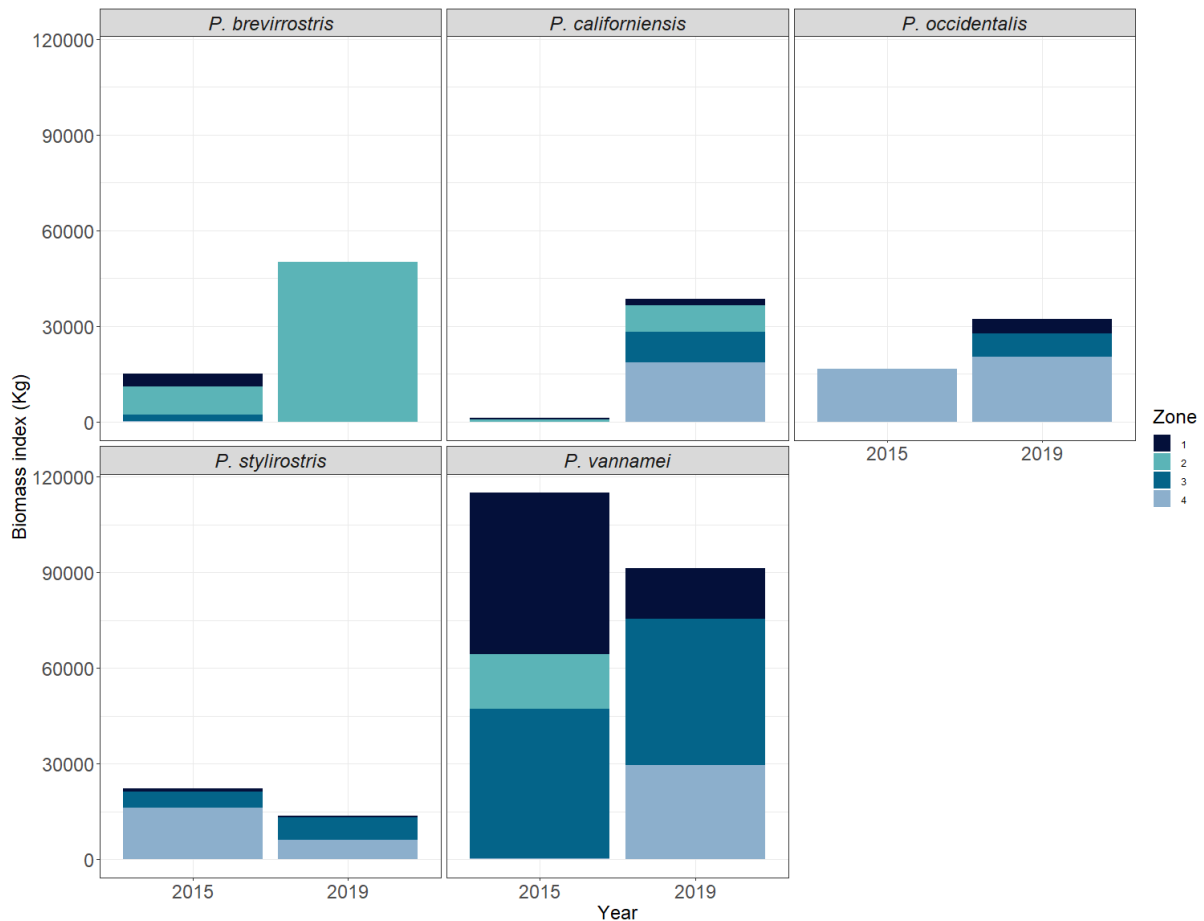 P. brevirrostris
P. californiensis
P. occidentalis
120000
90000
60000
30000
0
2015
2019
P. stylirostris
P. vannamei
120000
90000
60000
30000
0
2015
2019
2015
2019
Biomass index (Kg)
Year
Zone
1
2
3
4